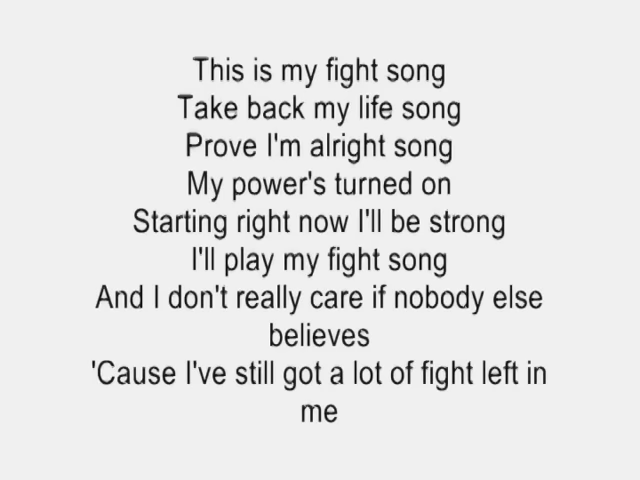 This is my fight song
Take back my life song
Prove I'm alright song
My power's turned on
Starting right now I'll be strong
I'll play my fight song
And I don't really care if nobody else
believes
'Cause I've still got a lot of fight left in
me